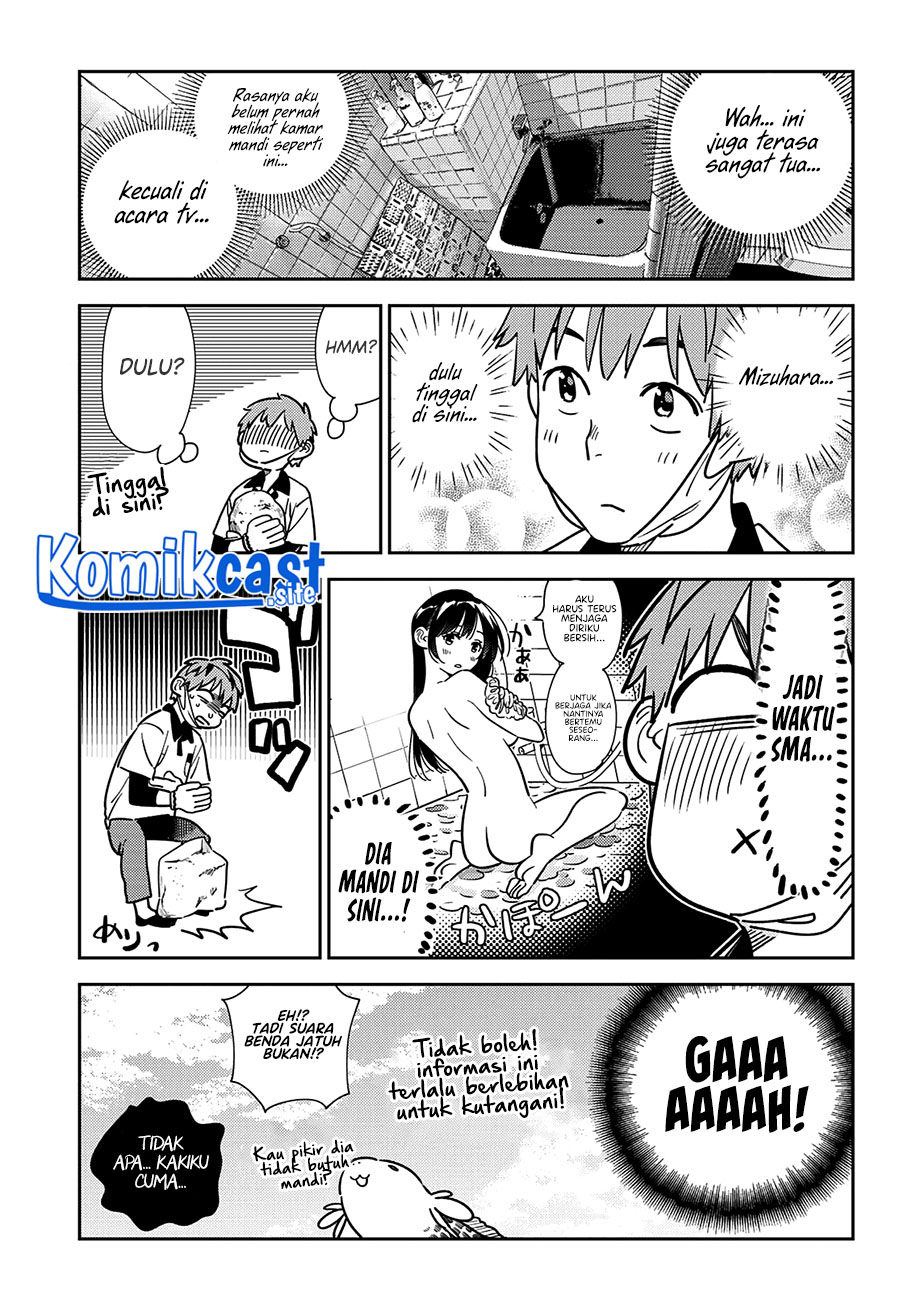 Wah... ini
juga terasa
sangat tua...
Rasanya aku
belum pernah
melihat kamar
mandi seperti
ini...
kecuali di
acara tv...
Mizuhara...
dulu
tinggal
di sini...
HMM?
DULU?
Tinggal
di sini?
Komikcast
.site
JADI
WAKTU
SMA...
AKU
HARUS TERUS
MENJAGA
DIRIKU
BERSIH...
UNTUK
BERJAGA JIKA
NANTINYA
BERTEMU
SESEO-
RANG...
かあぁ
DIA
MANDI DI
SINI...!
かぽーん
ゴ
GAAA
AAAAH!
Tidak boleh!
informasi ini
terlalu berlebihan
untuk kutangani!
EH!?
TADI SUARA
BENDA JATUH
BUKAN!?
Kau pikir dia
tidak butuh
mandi?
TIDAK
APA... KAKIKU
CUMA...